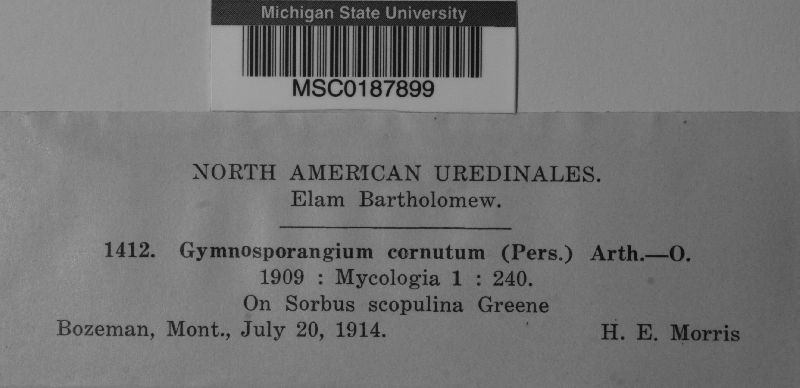 Michigan State University
MSC0187899
NORTH AMERICAN UREDINALES.
Elam Bartholomew.
1412. Gymnosporangium cornutum (Pers.) Arth.—O.
1909 : Mycologia 1 : 240.
On Sorbus scopulina Greene
Bozeman, Mont., July 20, 1914. H. E. Morris